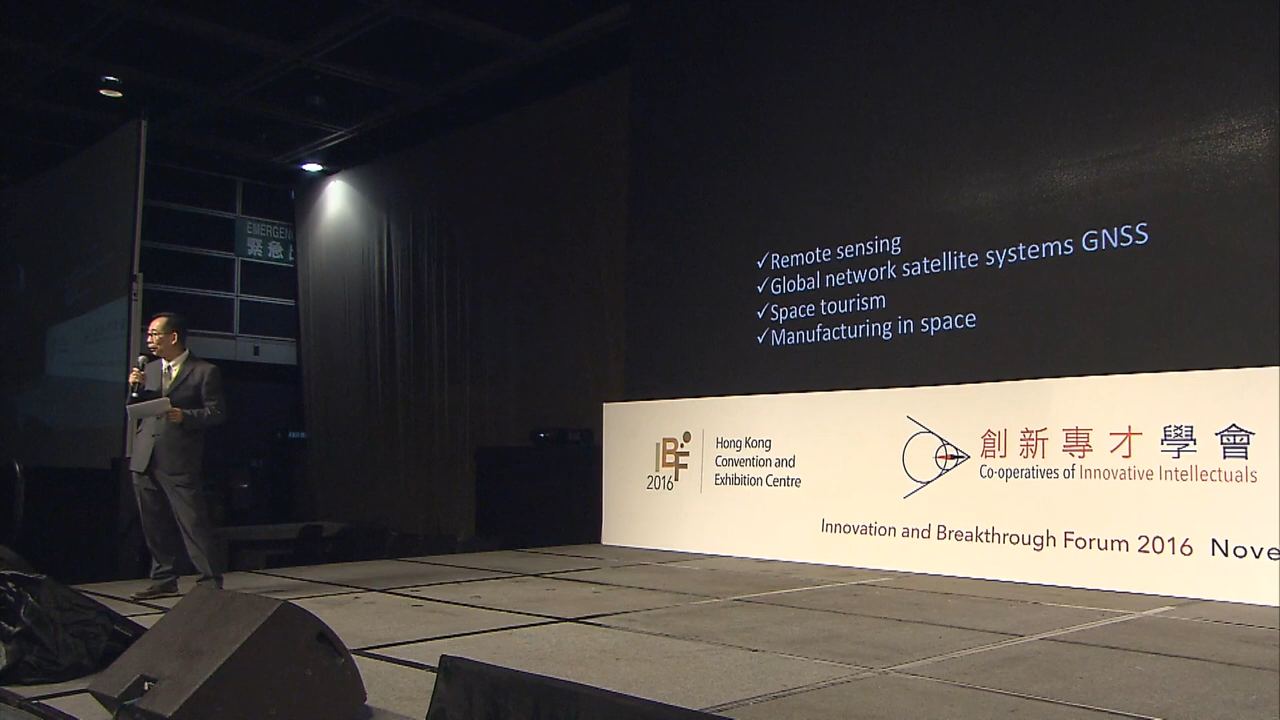 EMERGEN
緊急
✓Remote sensing
✓Global network satellite systems GNSS
✓Space tourism
✓Manufacturing in space
IBF
2016
Hong Kong
Convention and
Exhibition Centre
創新專才學會
Co-operatives of Innovative Intellectuals
Innovation and Breakthrough Forum 2016 Nove